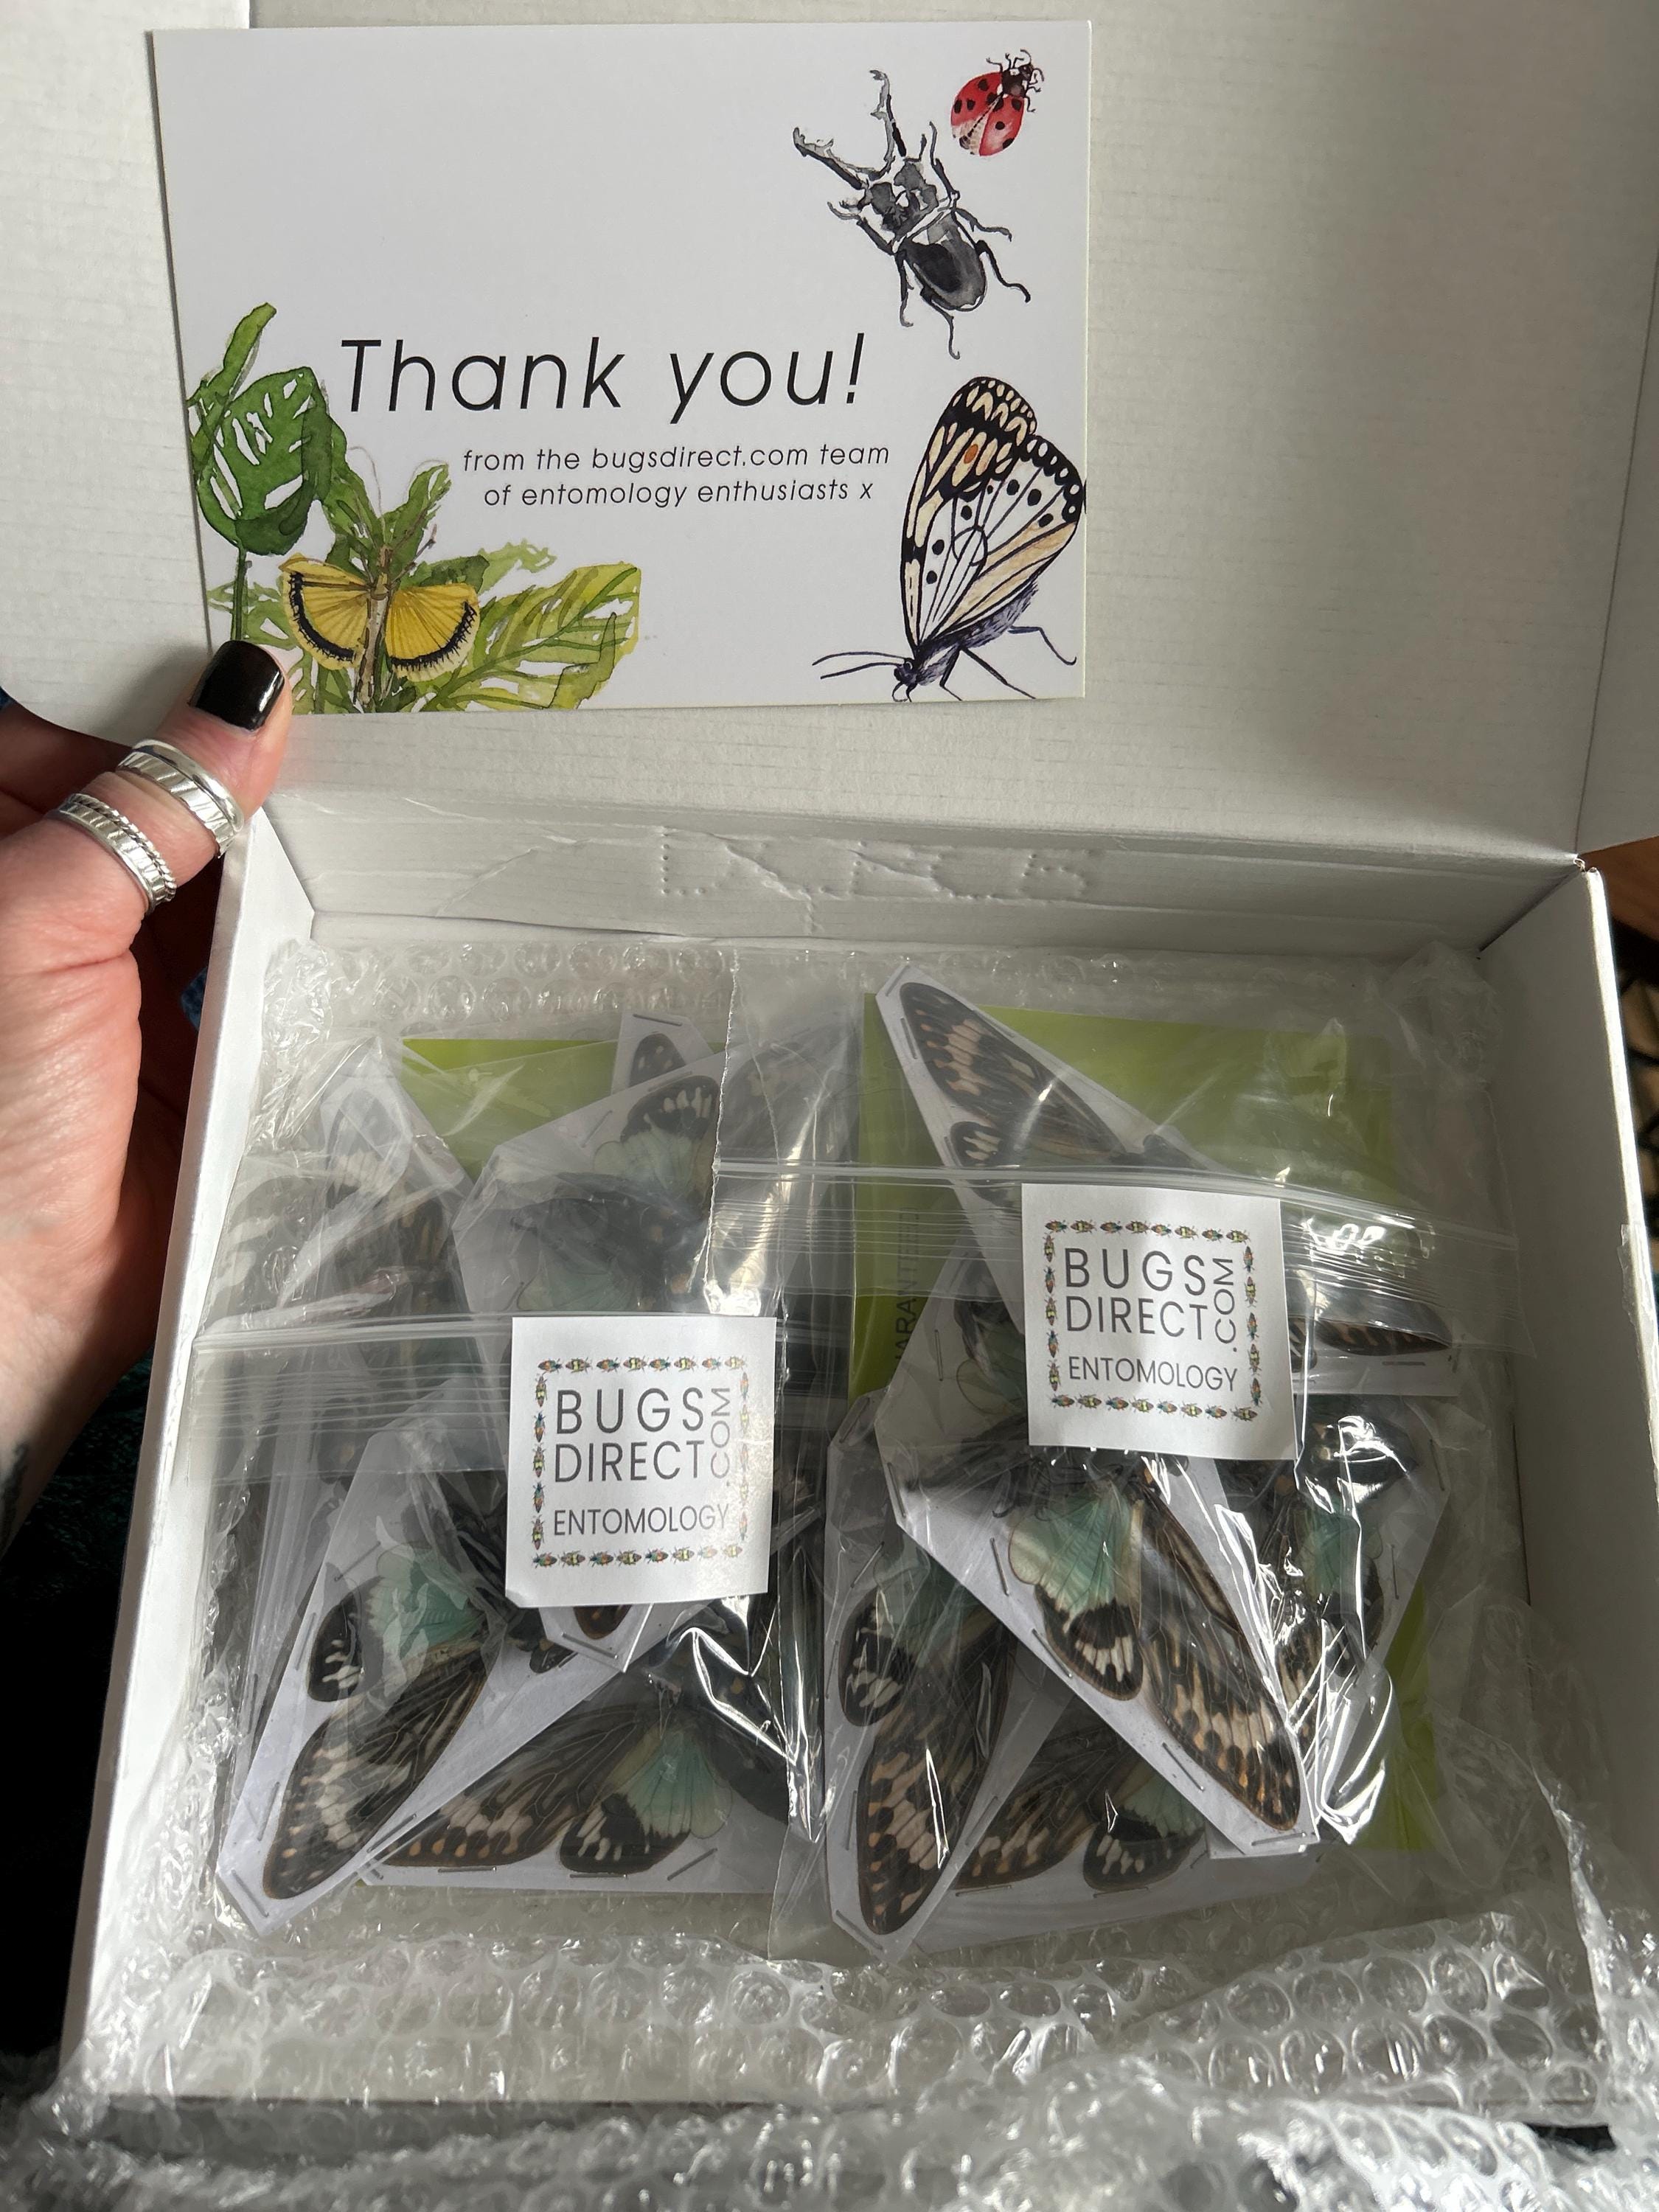 Thank you!
from the bugsdirect.com team
of entomology enthusiasts x
BUGS
DIRECT
.COM
ENTOMOLOGY
BUGS
DIRECT
.COM
ENTOMOLOGY